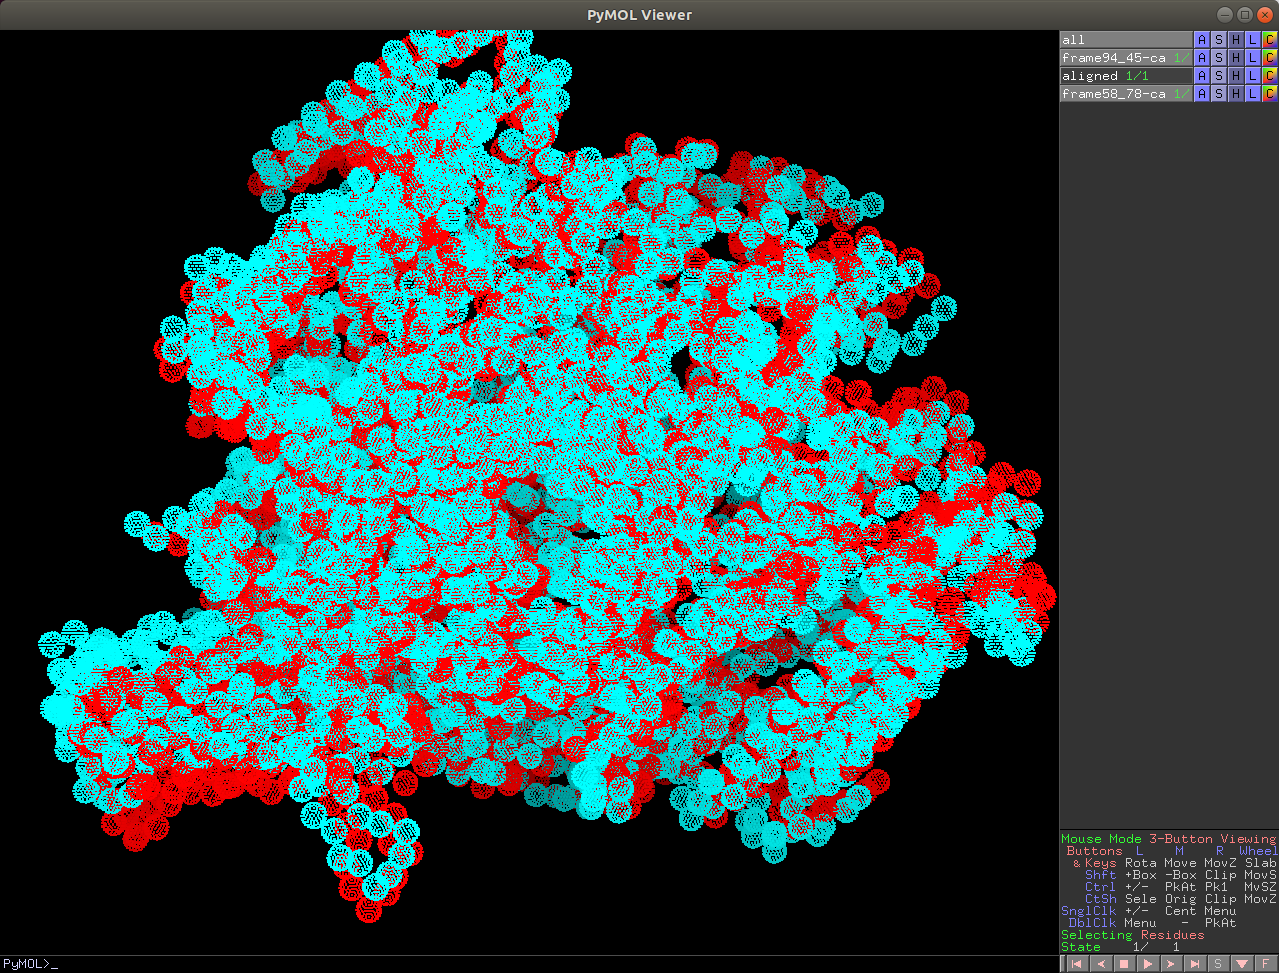 PyMOL Viewer
all A S H L C
frame94_45-ca 1/ A S H L C
aligned 1/1 A S H L C
frame58_78-ca 1/ A S H L C
Mouse Mode 3-Button Viewing
Buttons L M R Wheel
& Keys Rota Move MovZ Slab
Shft +Box -Box Clip MovS
Ctrl +/- PkAt Pk1 MvSZ
CtSh Sele Orig Clip MovZ
SnglClk +/- Cent Menu
DblClk Menu - PkAt
Selecting Residues
State 1/ 1
PyMOL>_
S F